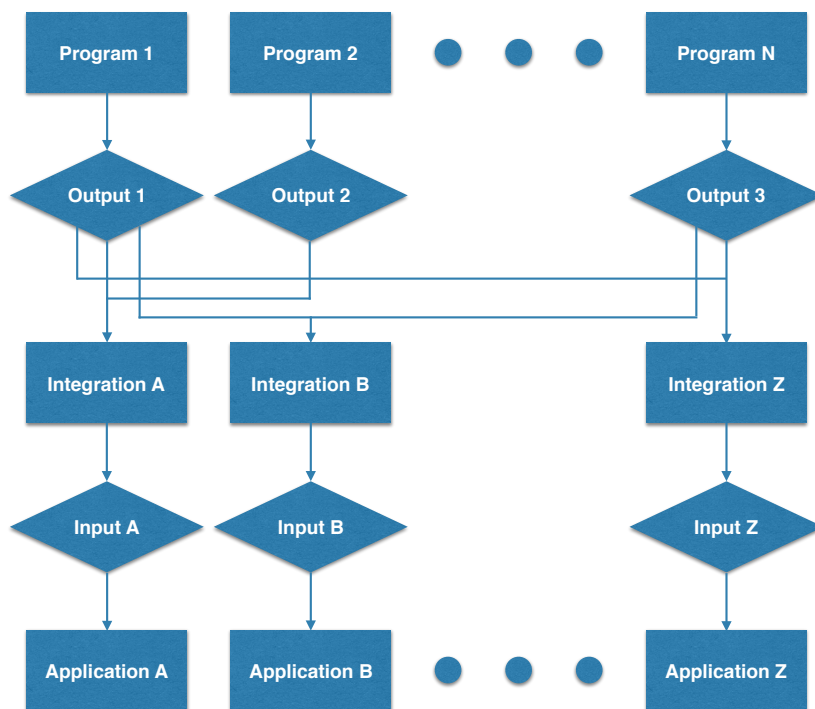 Program 1
Program 2
Program N
Output 1
Output 2
Output 3
Integration A
Integration B
Integration Z
Input A
Input B
Input Z
Application A
Application B
Application Z